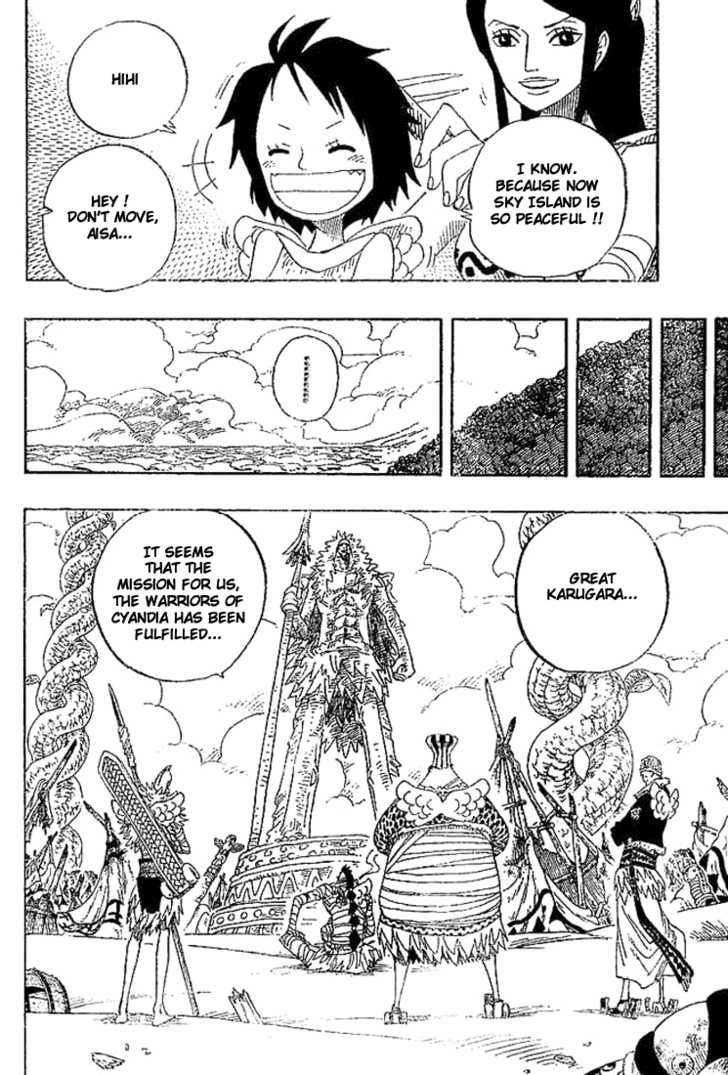 I KNOW.
BECAUSE NOW
SKY ISLAND
IS SO
PEACEFUL !!
HIHI
HEY !
DON'T MOVE,
AISA...
.........
GREAT
KARUGARA...
IT SEEMS
THAT THE
MISSION FOR US,
THE WARRIORS OF
CYANDIA HAS BEEN
FULFILLED...